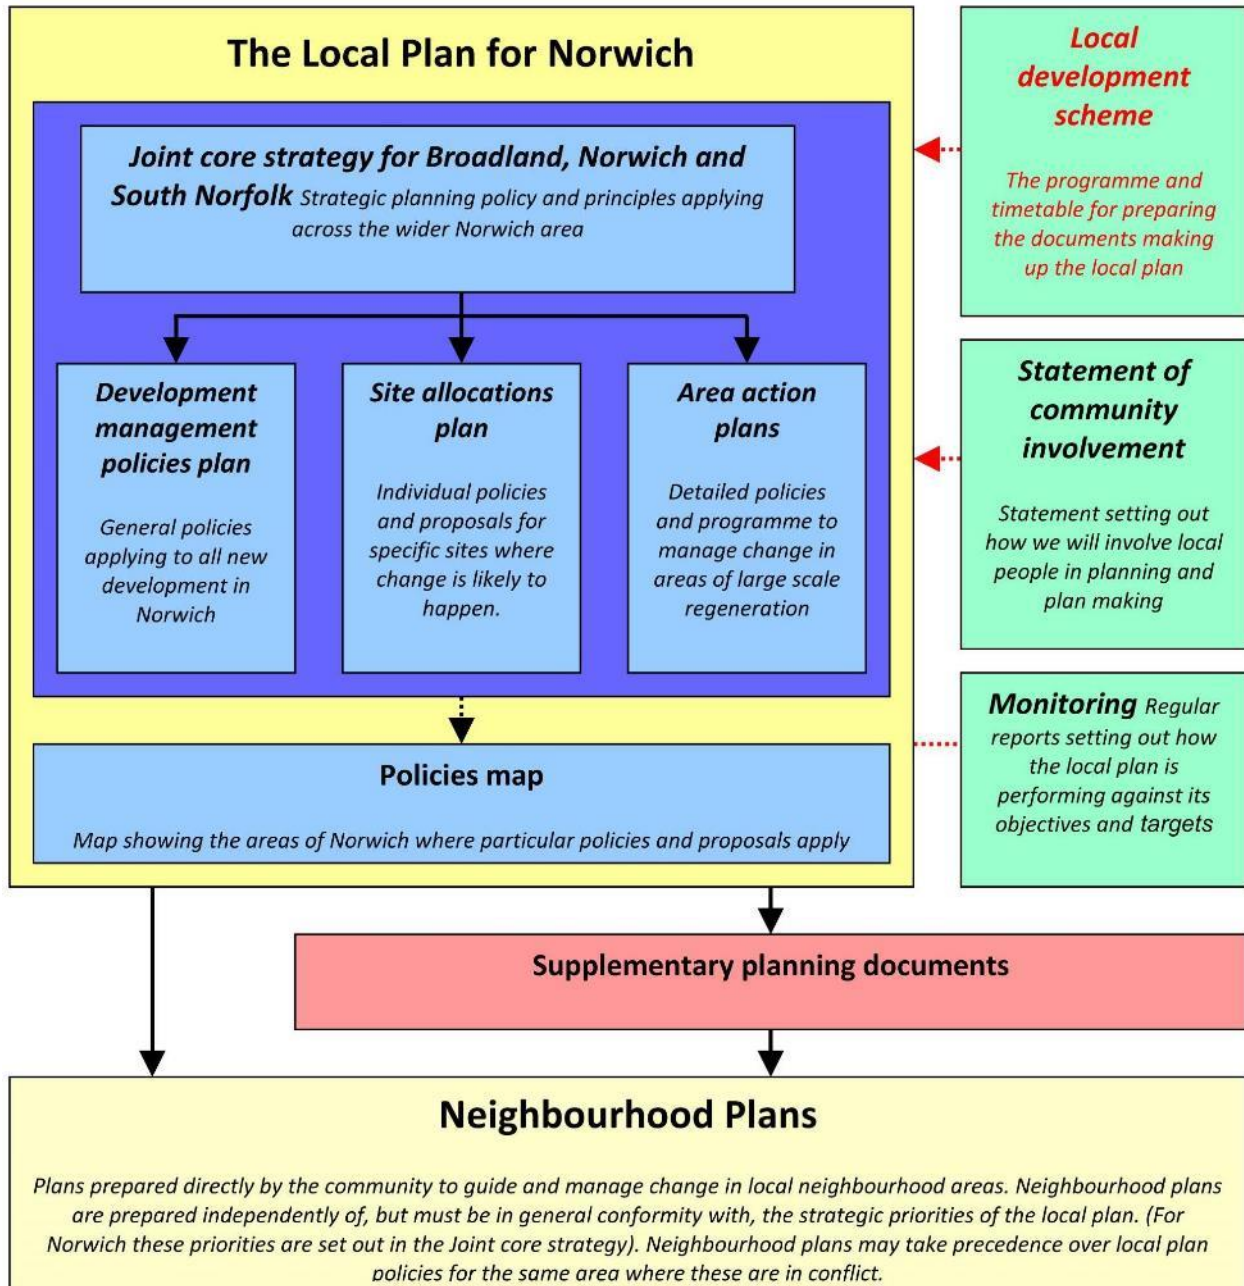 The Local Plan for Norwich
Joint core strategy for Broadland, Norwich and
South Norfolk Strategic planning policy and principles applying
across the wider Norwich area
Development
management
policies plan
General policies
applying to all new
development in
Norwich
Site allocations
plan
Individual policies
and proposals for
specific sites where
change is likely to
happen.
Area action
plans
Detailed policies
and programme to
manage change in
areas of large scale
regeneration
Policies map
Map showing the areas of Norwich where particular policies and proposals apply
Local
development
scheme
The programme and
timetable for preparing
the documents making
up the local plan
Statement of
community
involvement
Statement setting out
how we will involve local
people in planning and
plan making
Monitoring Regular
reports setting out how
the local plan is
performing against its
objectives and targets
Supplementary planning documents
Neighbourhood Plans
Plans prepared directly by the community to guide and manage change in local neighbourhood areas. Neighbourhood plans
are prepared independently of, but must be in general conformity with, the strategic priorities of the local plan. (For
Norwich these priorities are set out in the Joint core strategy). Neighbourhood plans may take precedence over local plan
policies for the same area where these are in conflict.